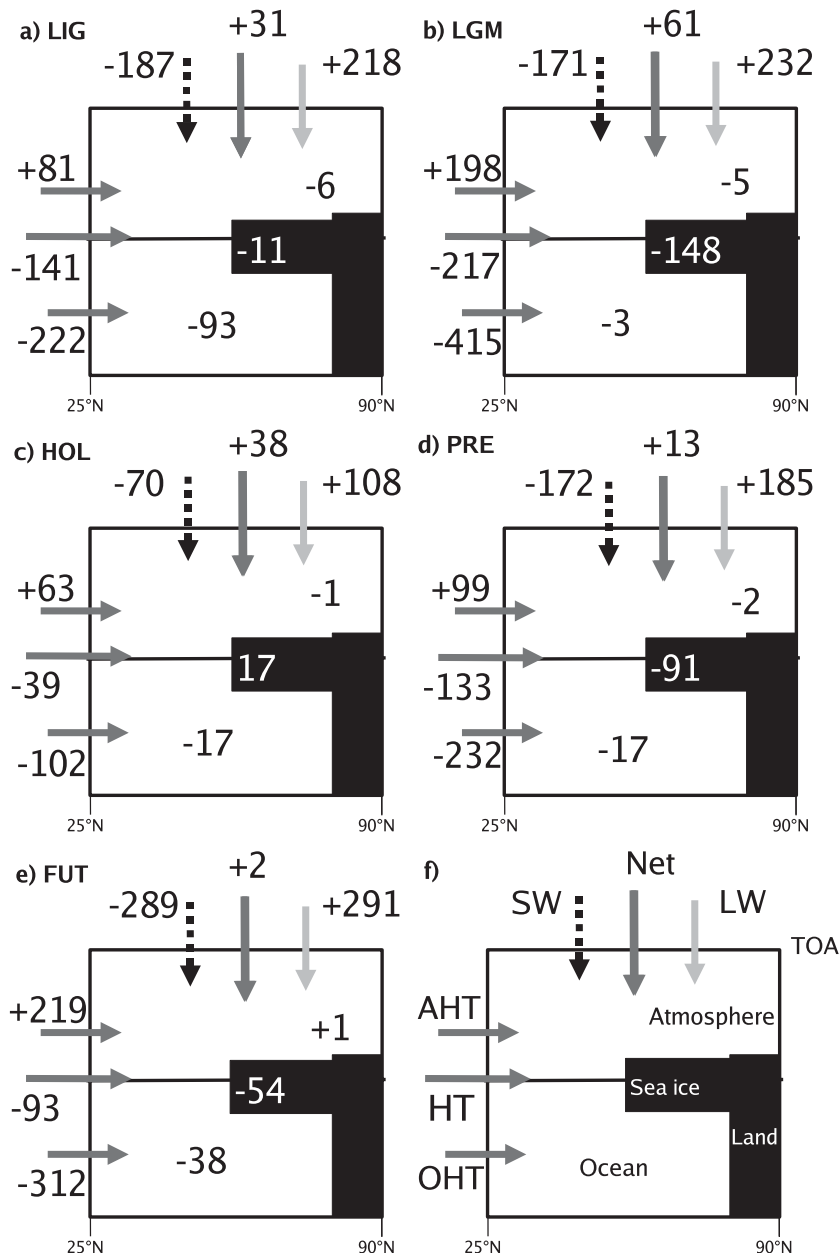 a) LIG
+31
-187
+218
+81
-6
-141
-11
-222
-93
25°N
90°N
b) LGM
+61
-171
+232
+198
-5
-217
-148
-415
-3
25°N
90°N
c) HOL
+38
-70
+108
+63
-1
-39
17
-102
-17
25°N
90°N
d) PRE
+13
-172
+185
+99
-2
-133
-91
-232
-17
25°N
90°N
e) FUT
+2
-289
+291
+219
+1
-93
-54
-312
-38
25°N
90°N
f)
Net
SW
LW
TOA
AHT
Atmosphere
HT
Sea ice
Land
OHT
Ocean
25°N
90°N